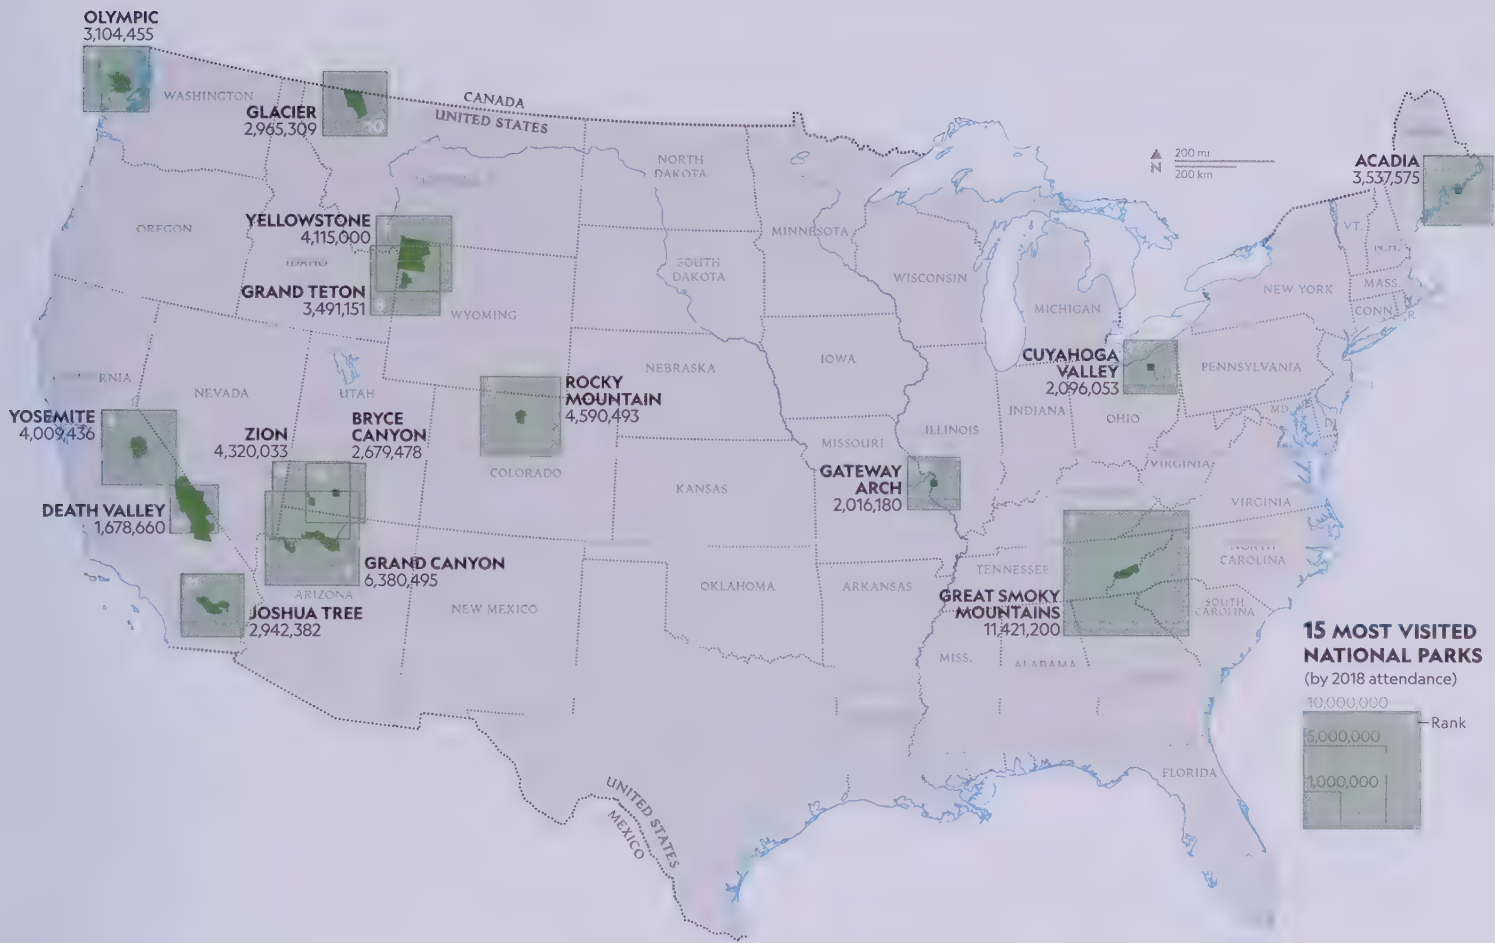 OLYMPIC
3,104,455
WASHINGTON
GLACIER
2,965,309
CANADA
UNITED STATES
NORTH
DAKOTA
200 mi
N
200 km
ACADIA
3,537,575
YELLOWSTONE
4,115,000
OREGON
IDAHO
GRAND TETON
3,491,151
WYOMING
SOUTH
DAKOTA
MINNESOTA
WISCONSIN
MICHIGAN
NEW YORK
VT.
N.H.
MASS.
CONN.
NEVADA
UTAH
ROCKY
MOUNTAIN
4,590,493
NEBRASKA
IOWA
CUYAHOGA
VALLEY
2,096,053
PENNSYLVANIA
RNIA
YOSEMITE
4,009,436
ZION
4,320,033
BRYCE
CANYON
2,679,478
COLORADO
KANSAS
MISSOURI
ILLINOIS
INDIANA
OHIO
MD.
GATEWAY
ARCH
2,016,180
VIRGINIA
VIRGINIA
DEATH VALLEY
1,678,660
GRAND CANYON
6,380,495
ARIZONA
NEW MEXICO
OKLAHOMA
ARKANSAS
TENNESSEE
NORTH
CAROLINA
JOSHUA TREE
2,942,382
GREAT SMOKY
MOUNTAINS
11,421,200
SOUTH
CAROLINA
MISS.
ALABAMA
FLORIDA
UNITED STATES
MEXICO
15 MOST VISITED
NATIONAL PARKS
(by 2018 attendance)
10,000,000
Rank
5,000,000
1,000,000